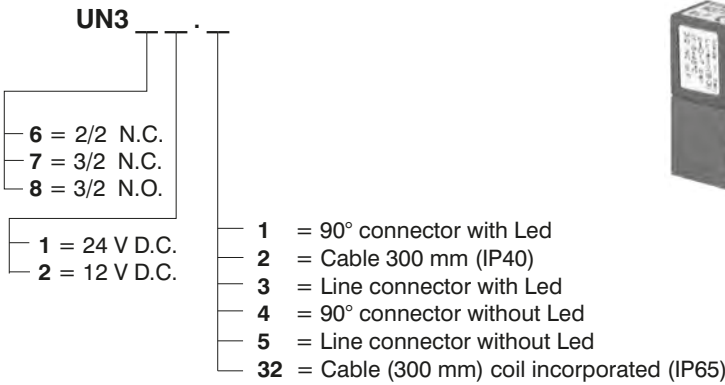 UN3 _ _ . _
6 = 2/2 N.C.
7 = 3/2 N.C.
8 = 3/2 N.O.
1 = 24 V D.C.
2 = 12 V D.C.
1 = 90° connector with Led
2 = Cable 300 mm (IP40)
3 = Line connector with Led
4 = 90° connector without Led
5 = Line connector without Led
32 = Cable (300 mm) coil incorporated (IP65)